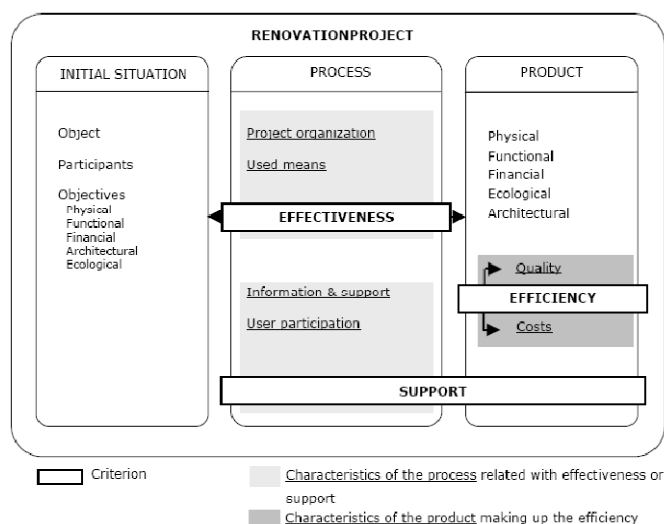 RENOVATIONPROJECT
INITIAL SITUATION
Object
Participants
Objectives
Physical
Functional
Financial
Architectural
Ecological
PROCESS
Project organization
Used means
EFFECTIVENESS
Information & support
User participation
PRODUCT
Physical
Functional
Financial
Ecological
Architectural
Quality
EFFICIENCY
Costs
SUPPORT
Criterion
Characteristics of the process related with effectiveness or
support
Characteristics of the product making up the efficiency